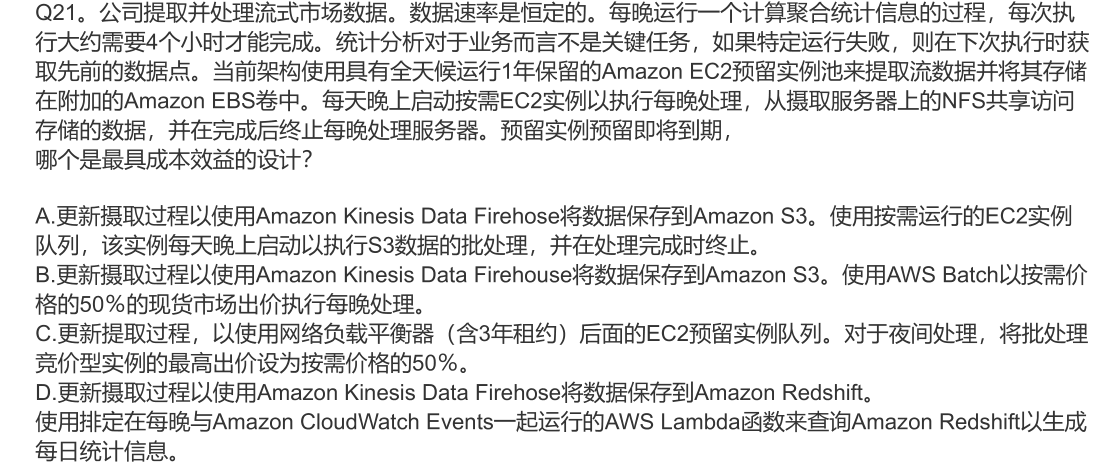 Q21。公司提取并处理流式市场数据。数据速率是恒定的。每晚运行一个计算聚合统计信息的过程，每次执
行大约需要4个小时才能完成。统计分析对于业务而言不是关键任务，如果特定运行失败，则在下次执行时获
取先前的数据点。当前架构使用具有全天候运行1年保留的Amazon EC2预留实例池来提取流数据并将其存储
在附加的Amazon EBS卷中。每天晚上启动按需EC2实例以执行每晚处理，从摄取服务器上的NFS共享访问
存储的数据，并在完成后终止每晚处理服务器。预留实例预留即将到期，
哪个是最具成本效益的设计？
A.更新摄取过程以使用Amazon Kinesis Data Firehose将数据保存到Amazon S3。使用按需运行的EC2实例
队列，该实例每天晚上启动以执行S3数据的批处理，并在处理完成时终止。
B.更新摄取过程以使用Amazon Kinesis Data Firehouse将数据保存到Amazon S3。使用AWS Batch以按需价
格的50％的现货市场出价执行每晚处理。
C.更新提取过程，以使用网络负载平衡器（含3年租约）后面的EC2预留实例队列。对于夜间处理，将批处理
竞价型实例的最高出价设为按需价格的50％。
D.更新摄取过程以使用Amazon Kinesis Data Firehose将数据保存到Amazon Redshift。
使用排定在每晚与Amazon CloudWatch Events一起运行的AWS Lambda函数来查询Amazon Redshift以生成
每日统计信息。